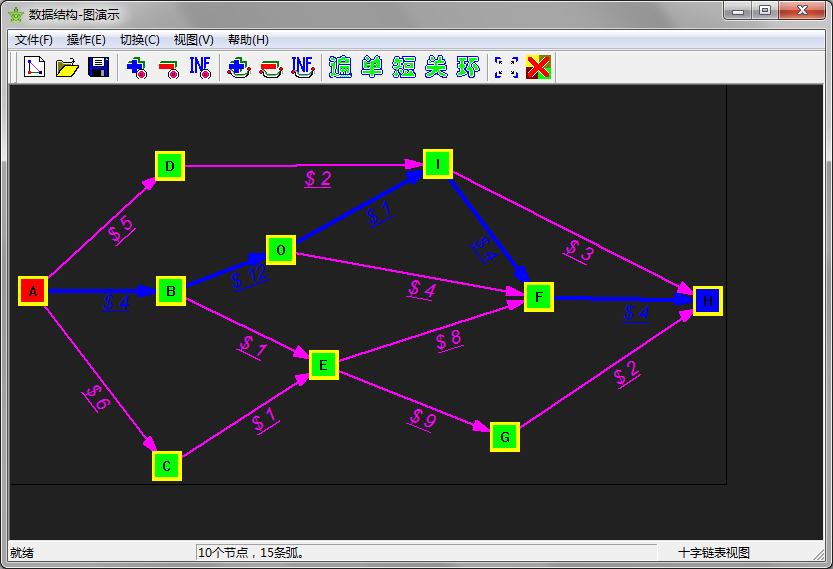 数据结构-图演示
文件(F) 操作(E) 切换(C) 视图(V) 帮助(H)
INF INF 遍 单 短 关 环
D
I
$ 2
$ 5
$ 1
O
$ 3
$ 12
A
B
$ 4
$ 4
F
H
$ 4
$ 1
$ 8
E
$ 2
$ 6
$ 1
$ 9
G
C
就绪 10个节点，15条弧。 十字链表视图